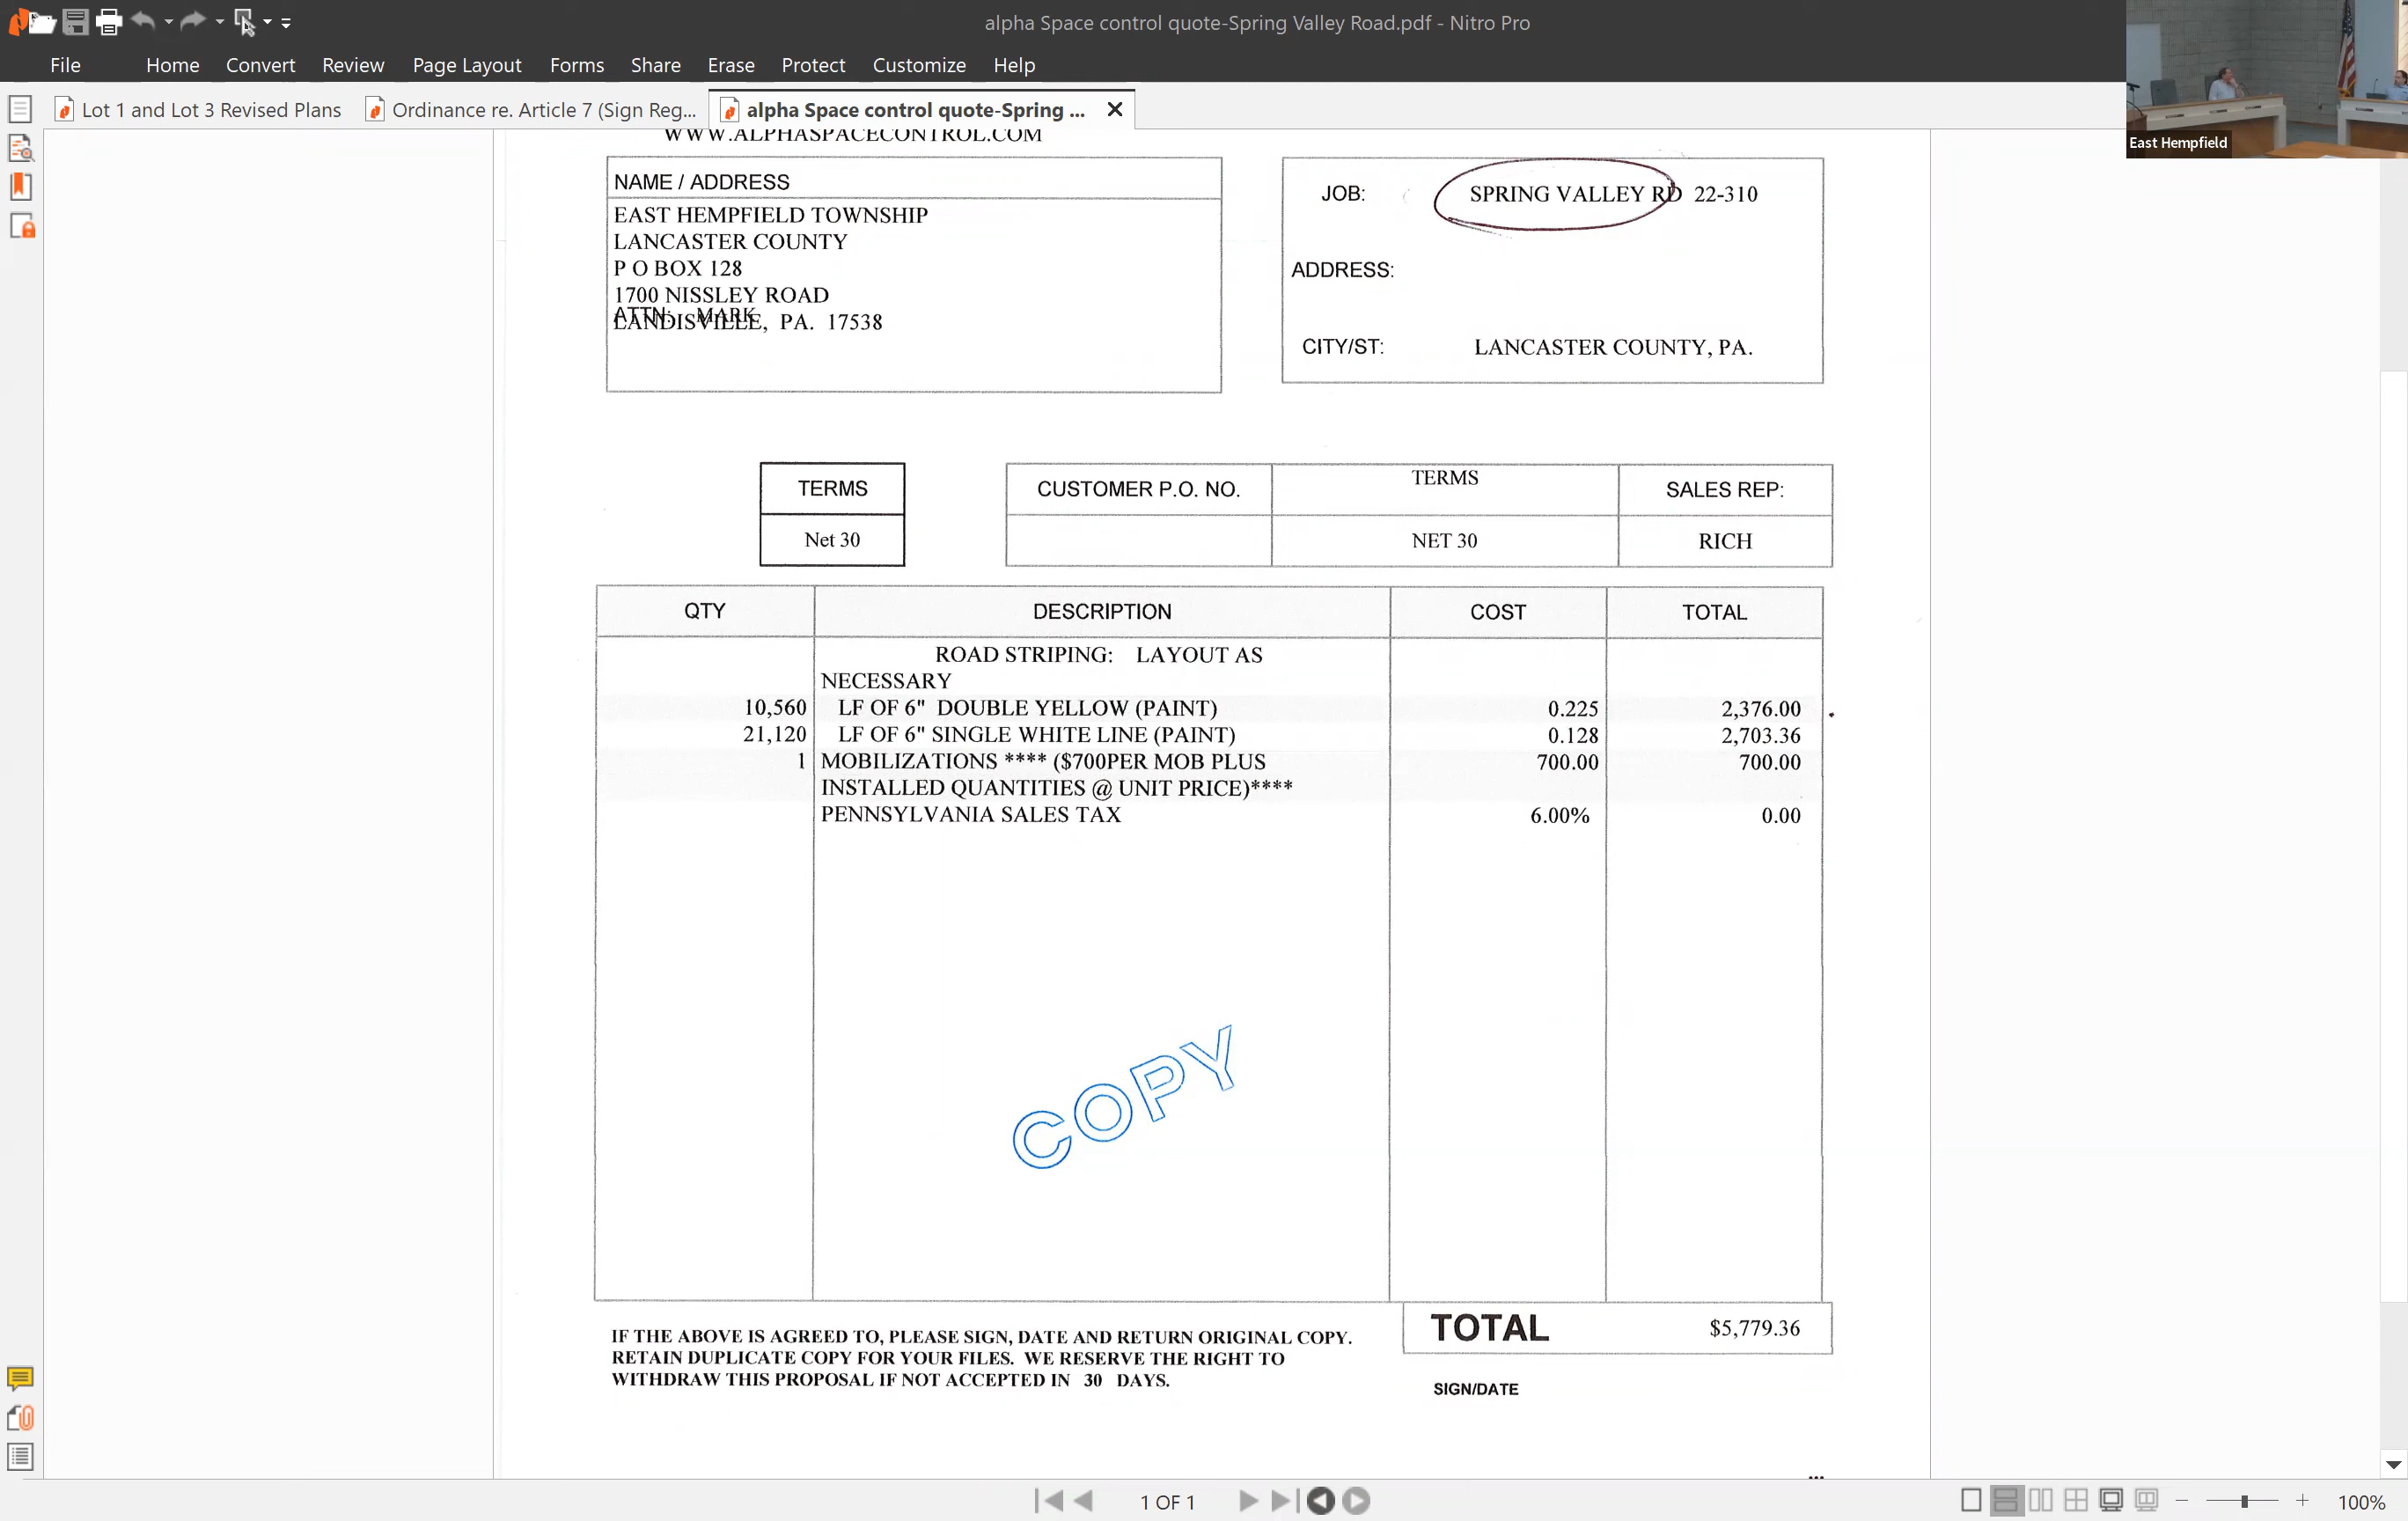 alpha Space control quote-Spring Valley Road.pdf - Nitro Pro
File Home Convert Review Page Layout Forms Share Erase Protect Customize Help
Lot 1 and Lot 3 Revised Plans
Ordinance re. Article 7 (Sign Reg...
alpha Space control quote-Spring ...
East Hempfield
WWW.ALPHASPACECONTROL.COM
NAME / ADDRESS
EAST HEMPFIELD TOWNSHIP
LANCASTER COUNTY
P O BOX 128
1700 NISSLEY ROAD
ATTN: MARK
LANDISVILLE, PA. 17538
JOB: SPRING VALLEY RD 22-310
ADDRESS:
CITY/ST: LANCASTER COUNTY, PA.
TERMS
Net 30
CUSTOMER P.O. NO. TERMS SALES REP:
NET 30 RICH
QTY DESCRIPTION COST TOTAL
ROAD STRIPING: LAYOUT AS
NECESSARY
10,560 LF OF 6" DOUBLE YELLOW (PAINT) 0.225 2,376.00
21,120 LF OF 6" SINGLE WHITE LINE (PAINT) 0.128 2,703.36
1 MOBILIZATIONS **** ($700PER MOB PLUS 700.00 700.00
INSTALLED QUANTITIES @ UNIT PRICE)****
PENNSYLVANIA SALES TAX 6.00% 0.00
COPY
TOTAL $5,779.36
IF THE ABOVE IS AGREED TO, PLEASE SIGN, DATE AND RETURN ORIGINAL COPY.
RETAIN DUPLICATE COPY FOR YOUR FILES. WE RESERVE THE RIGHT TO
WITHDRAW THIS PROPOSAL IF NOT ACCEPTED IN 30 DAYS.
SIGN/DATE
1 OF 1
100%